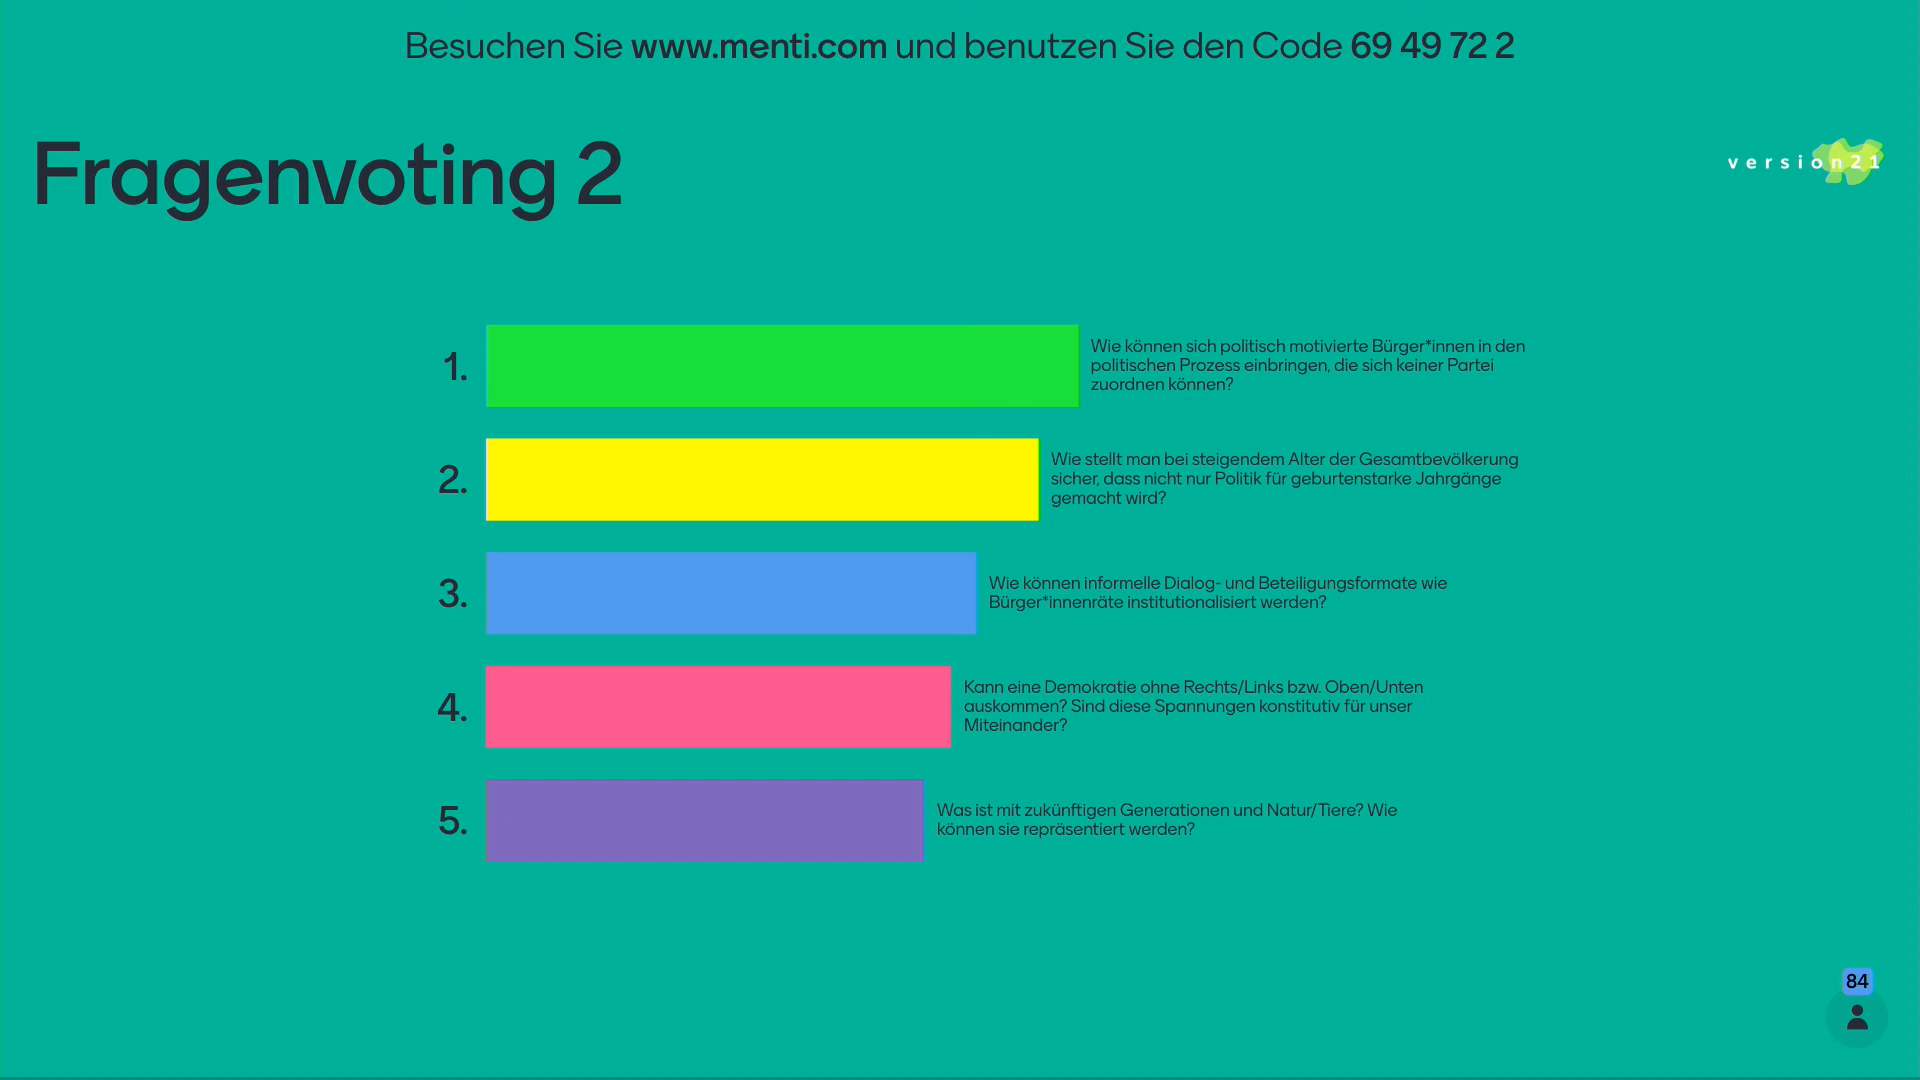 Besuchen Sie www.menti.com und benutzen Sie den Code 69 49 72 2
Fragenvoting 2
version21
1.
Wie können sich politisch motivierte Bürger*innen in den
politischen Prozess einbringen, die sich keiner Partei
zuordnen können?
2.
Wie stellt man bei steigendem Alter der Gesamtbevölkerung
sicher, dass nicht nur Politik für geburtenstarke Jahrgänge
gemacht wird?
3.
Wie können informelle Dialog- und Beteiligungsformate wie
Bürger*innenräte institutionalisiert werden?
4.
Kann eine Demokratie ohne Rechts/Links bzw. Oben/Unten
auskommen? Sind diese Spannungen konstitutiv für unser
Miteinander?
5.
Was ist mit zukünftigen Generationen und Natur/Tiere? Wie
können sie repräsentiert werden?
84